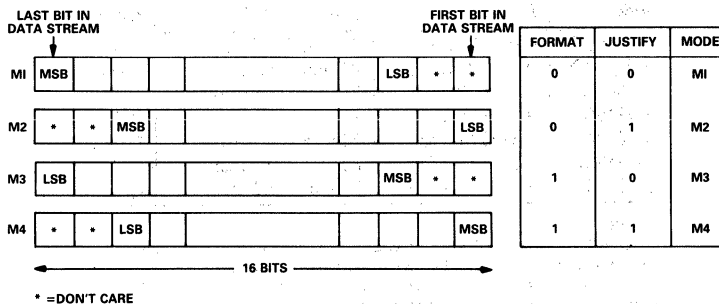 LAST BIT IN
DATA STREAM
FIRST BIT IN
DATA STREAM
MI MSB LSB * *
M2 * * MSB LSB
M3 LSB MSB * *
M4 * * LSB MSB
16 BITS
* =DON'T CARE
FORMAT JUSTIFY MODE
0 0 MI
0 1 M2
1 0 M3
1 1 M4